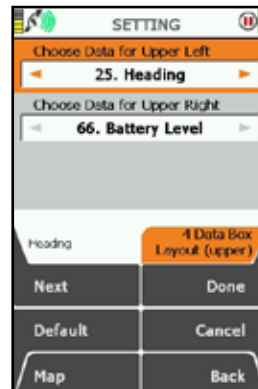 SETTING
Choose Data for Upper Left
25. Heading
Choose Data for Upper Right
66. Battery Level
Heading
4 Data Box
Layout (upper)
Next
Done
Default
Cancel
Map
Back